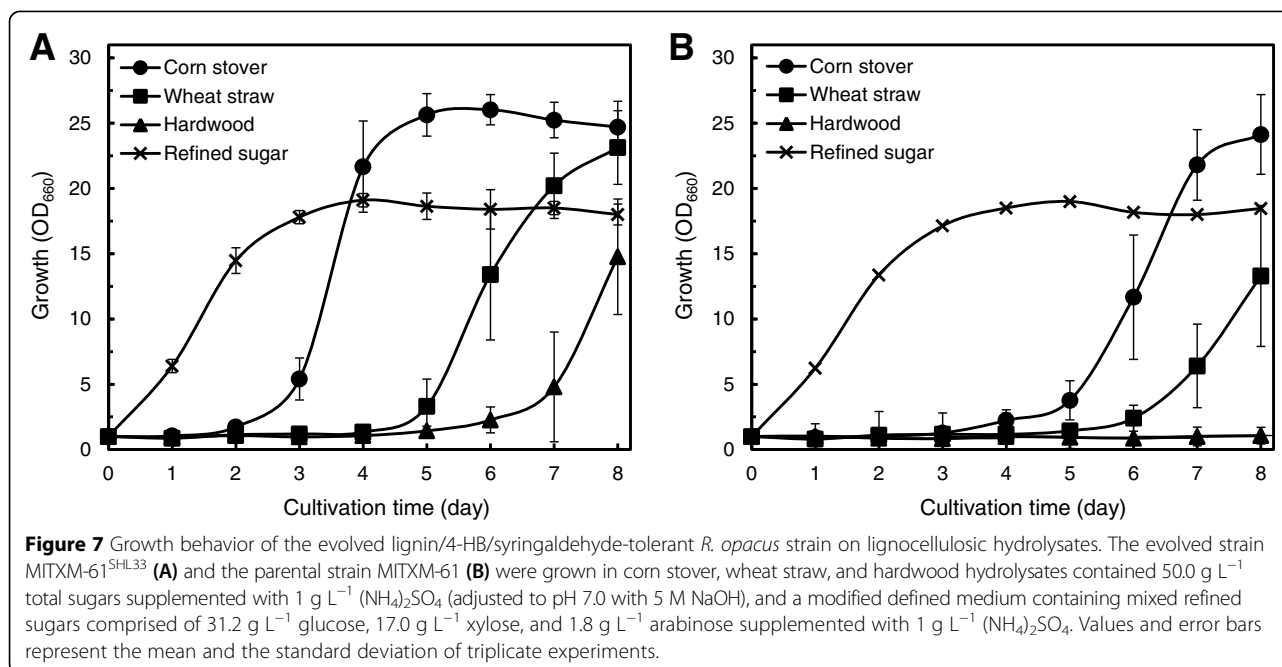 A
30
25
20
15
10
5
0
Growth (OD660)
Corn stover
Wheat straw
Hardwood
Refined sugar
0 1 2 3 4 5 6 7 8
Cultivation time (day)
B
30
25
20
15
10
5
0
Growth (OD660)
Corn stover
Wheat straw
Hardwood
Refined sugar
0 1 2 3 4 5 6 7 8
Cultivation time (day)
Figure 7 Growth behavior of the evolved lignin/4-HB/syringaldehyde-tolerant R. opacus strain on lignocellulosic hydrolysates. The evolved strain
MITXM-61SHL33 (A) and the parental strain MITXM-61 (B) were grown in corn stover, wheat straw, and hardwood hydrolysates contained 50.0 g L−1
total sugars supplemented with 1 g L−1 (NH4)2SO4 (adjusted to pH 7.0 with 5 M NaOH), and a modified defined medium containing mixed refined
sugars comprised of 31.2 g L−1 glucose, 17.0 g L−1 xylose, and 1.8 g L−1 arabinose supplemented with 1 g L−1 (NH4)2SO4. Values and error bars
represent the mean and the standard deviation of triplicate experiments.